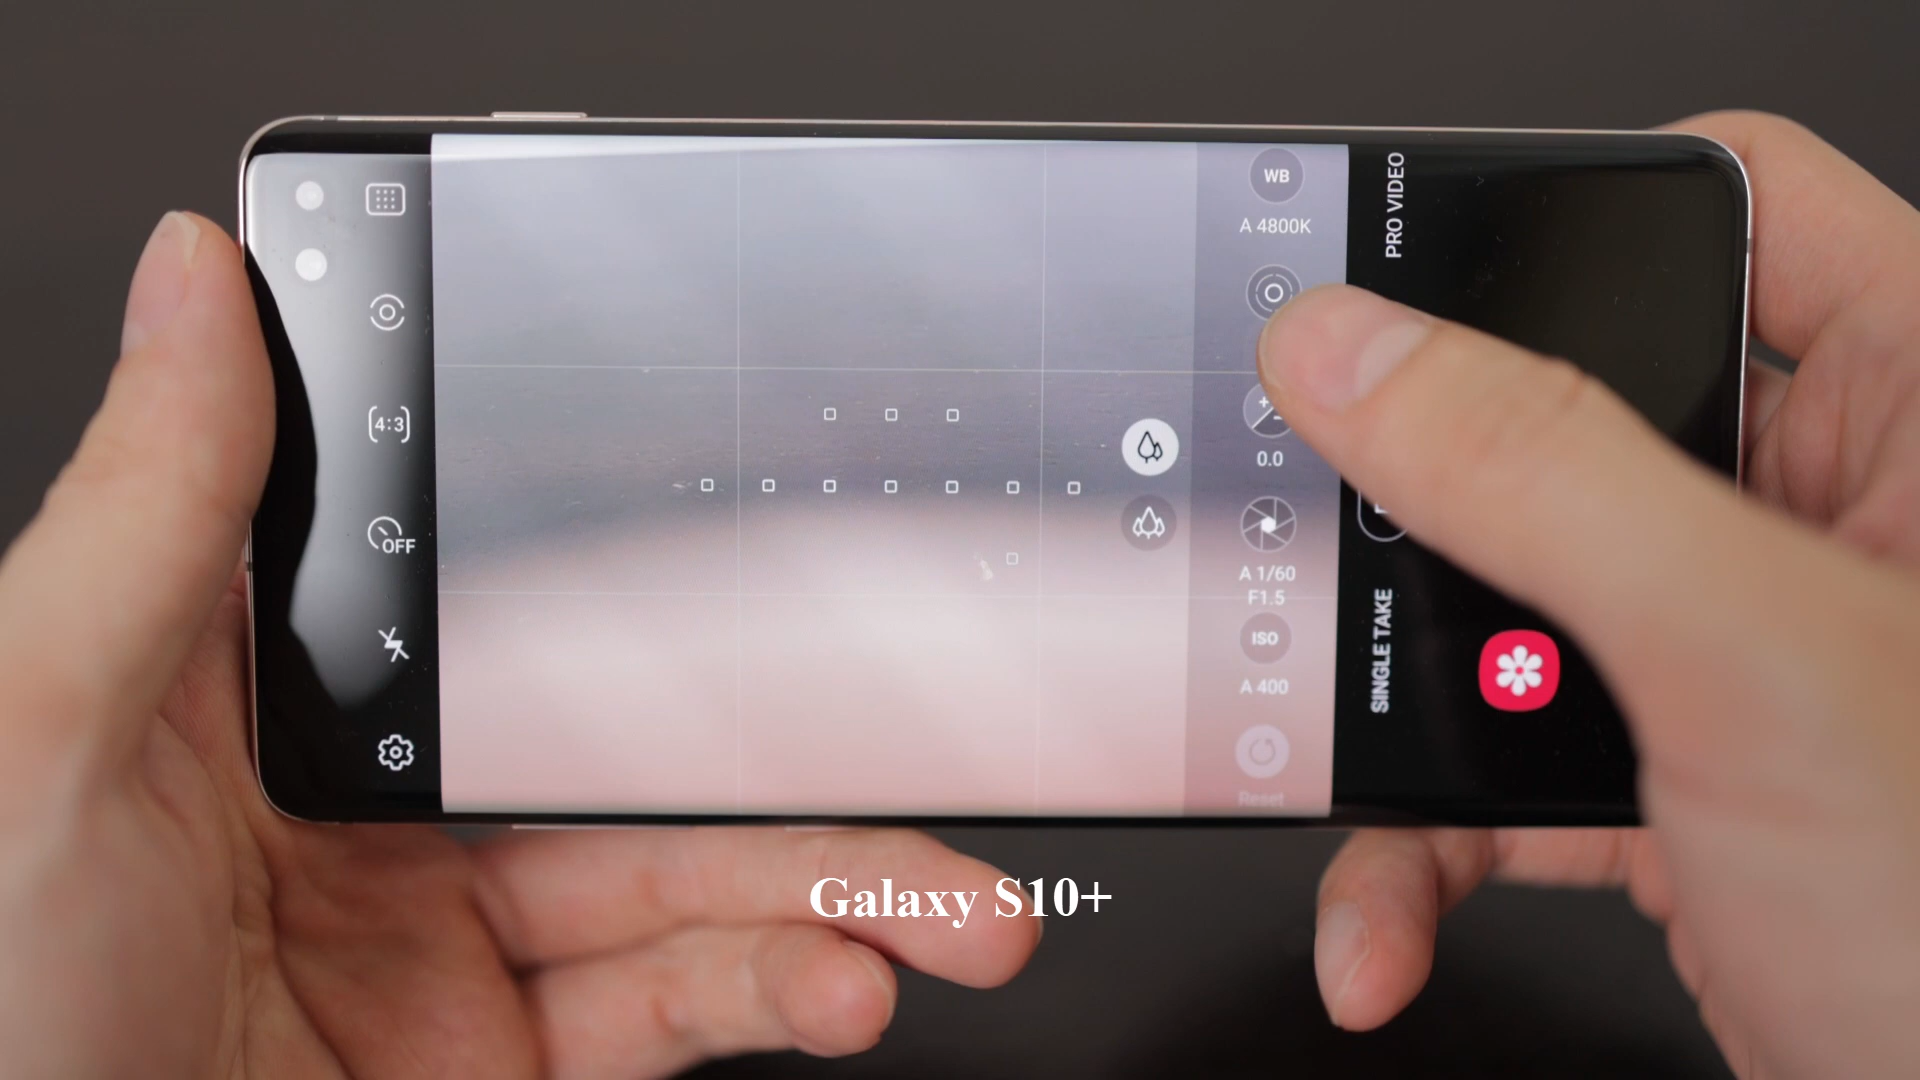 WB
A 4800K
PRO VIDEO
4:3
0.0
OFF
A 1/60
F1.5
ISO
A 400
SINGLE TAKE
Reset
Galaxy S10+